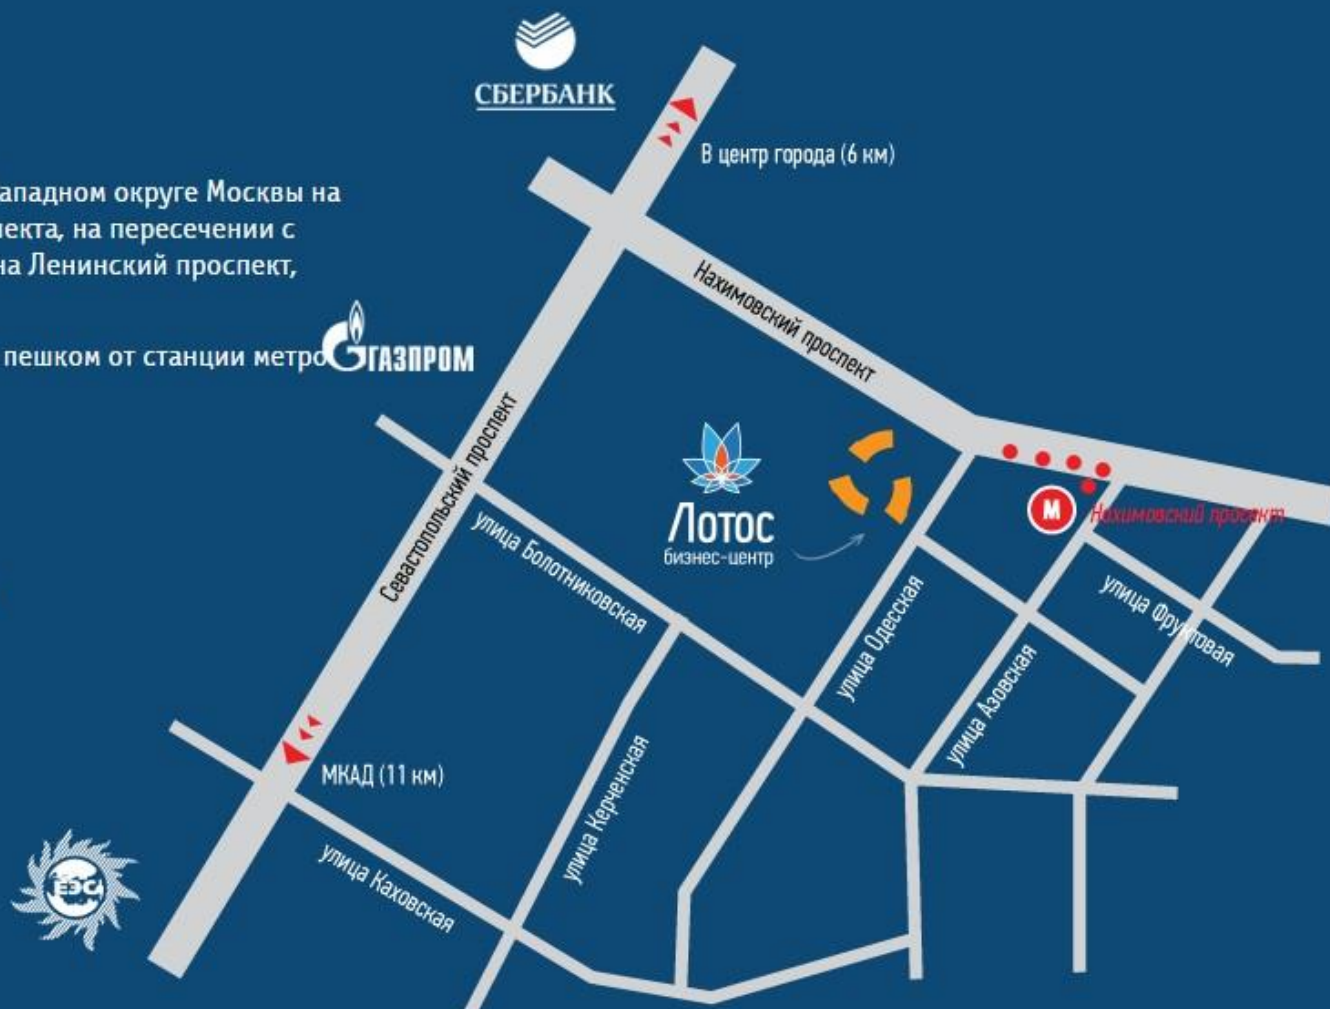 СБЕРБАНК
В центр города (6 км)
ападном округе Москвы на
пекта, на пересечении с
на Ленинский проспект,
пешком от станции метро
ГАЗПРОМ
Нахимовский проспект
Севастопольский проспект
Лотос
бизнес-центр
М
Нахимовский проспект
улица Болотниковская
улица Одесская
улица Фруктовая
улица Азовская
МКАД (11 км)
улица Керченская
улица Каховская
ЕЭС